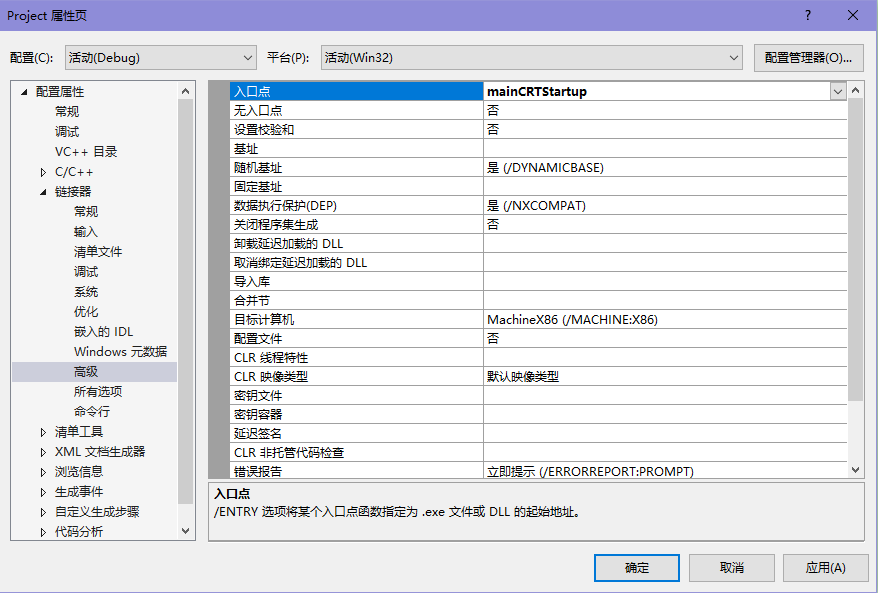 Project 属性页
配置(C): 活动(Debug) 平台(P): 活动(Win32) 配置管理器(O)...
配置属性
常规
调试
VC++ 目录
C/C++
链接器
常规
输入
清单文件
调试
系统
优化
嵌入的 IDL
Windows 元数据
高级
所有选项
命令行
清单工具
XML 文档生成器
浏览信息
生成事件
自定义生成步骤
代码分析
入口点 mainCRTStartup
无入口点 否
设置校验和 否
基址
随机基址 是 (/DYNAMICBASE)
固定基址
数据执行保护(DEP) 是 (/NXCOMPAT)
关闭程序集生成 否
卸载延迟加载的 DLL
取消绑定延迟加载的 DLL
导入库
合并节
目标计算机 MachineX86 (/MACHINE:X86)
配置文件 否
CLR 线程特性
CLR 映像类型 默认映像类型
密钥文件
密钥容器
延迟签名
CLR 非托管代码检查
错误报告 立即提示 (/ERRORREPORT:PROMPT)
入口点
/ENTRY 选项将某个入口点函数指定为 .exe 文件或 DLL 的起始地址。
确定 取消 应用(A)